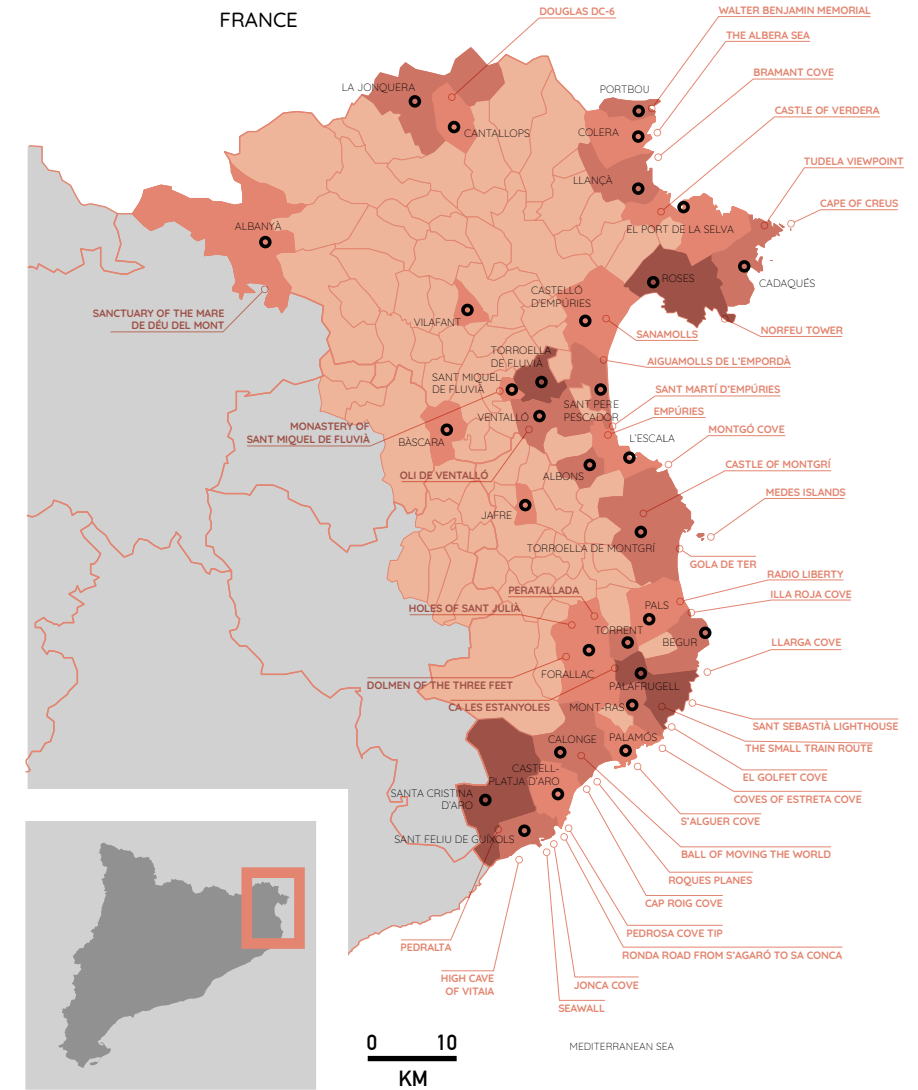 FRANCE
DOUGLAS DC-6
WALTER BENJAMIN MEMORIAL
THE ALBERA SEA
BRAMANT COVE
LA JONQUERA
PORTBOU
CASTLE OF VERDERA
CANTALLOPS
COLERA
TUDELA VIEWPOINT
LLANÇÀ
CAPE OF CREUS
ALBANYÀ
EL PORT DE LA SELVA
ROSES
CADAQUÉS
CASTELLÓ
D'EMPÚRIES
SANCTUARY OF THE MARE
DE DÉU DEL MONT
VILAFANT
SANAMOLLS
NORFEU TOWER
TORROELLA
DE FLUVIÀ
AIGUAMOLLS DE L'EMPORDÀ
SANT MIQUEL
DE FLUVIÀ
SANT MARTÍ D'EMPÚRIES
SANT PERE
PESCADOR
EMPÚRIES
VENTALLÓ
MONASTERY OF
SANT MIQUEL DE FLUVIÀ
BÀSCARA
MONTGÓ COVE
L'ESCALA
CASTLE OF MONTGRÍ
OLI DE VENTALLÓ
ALBONS
MEDES ISLANDS
JAFRE
TORROELLA DE MONTGRÍ
GOLA DE TER
RADIO LIBERTY
PERATALLADA
ILLA ROJA COVE
HOLES OF SANT JULIÀ
PALS
TORRENT
BEGUR
LLARGA COVE
FORALLAC
DOLMEN OF THE THREE FEET
PALAFRUGELL
CA LES ESTANYOLES
MONT-RAS
SANT SEBASTIÀ LIGHTHOUSE
CALONGE
PALAMÓS
THE SMALL TRAIN ROUTE
CASTELL-
PLATJA D'ARO
EL GOLFET COVE
SANTA CRISTINA
D'ARO
COVES OF ESTRETA COVE
S'ALGUER COVE
SANT FELIU DE GUÍXOLS
BALL OF MOVING THE WORLD
ROQUES PLANES
CAP ROIG COVE
PEDROSA COVE TIP
PEDRALTA
RONDA ROAD FROM S'AGARÓ TO SA CONCA
HIGH CAVE
OF VITAIA
JONCA COVE
SEAWALL
0 10
KM
MEDITERRANEAN SEA